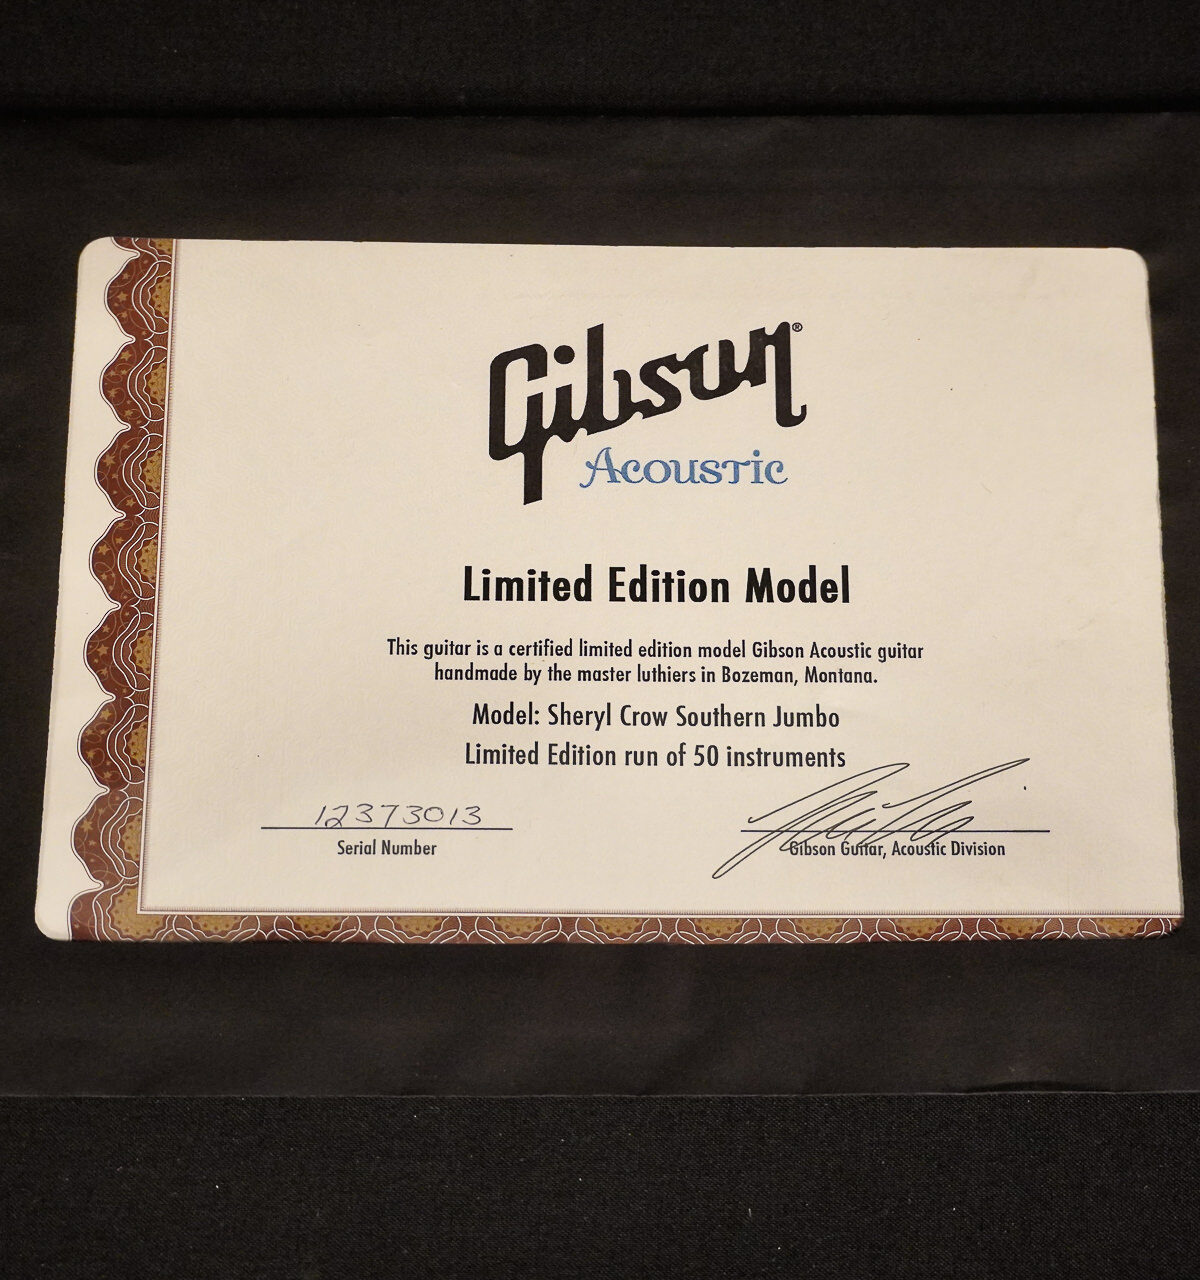 Gibson®
Acoustic
Limited Edition Model
This guitar is a certified limited edition model Gibson Acoustic guitar
handmade by the master luthiers in Bozeman, Montana.
Model: Sheryl Crow Southern Jumbo
Limited Edition run of 50 instruments
12373013
Serial Number
Gibson Guitar, Acoustic Division